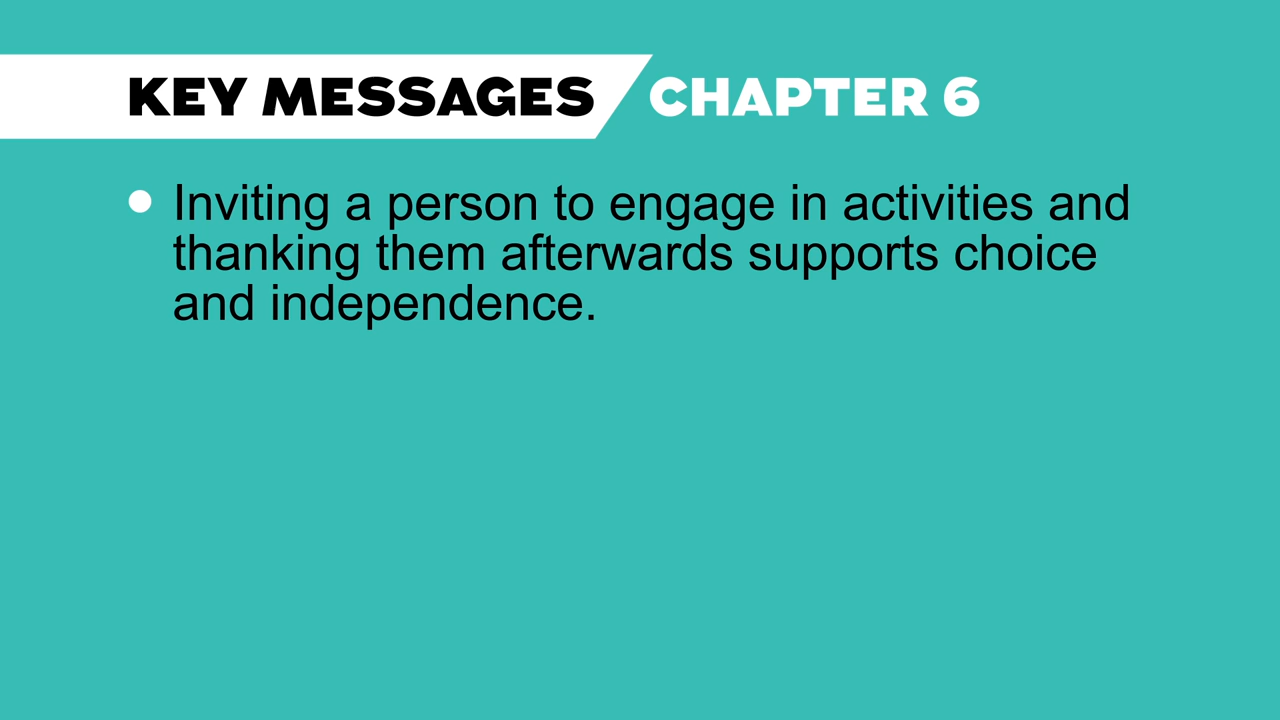 KEY MESSAGES CHAPTER 6
Inviting a person to engage in activities and
thanking them afterwards supports choice
and independence.